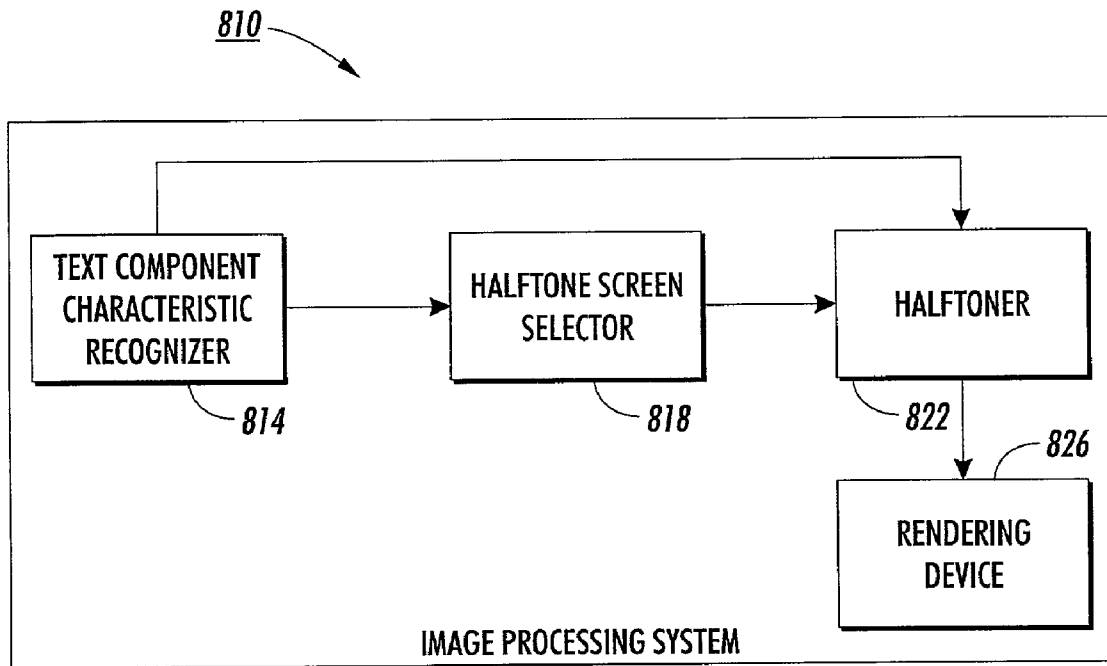 810
TEXT COMPONENT
CHARACTERISTIC
RECOGNIZER
814
HALFTONE SCREEN
SELECTOR
818
HALFTONER
822
826
RENDERING
DEVICE
IMAGE PROCESSING SYSTEM